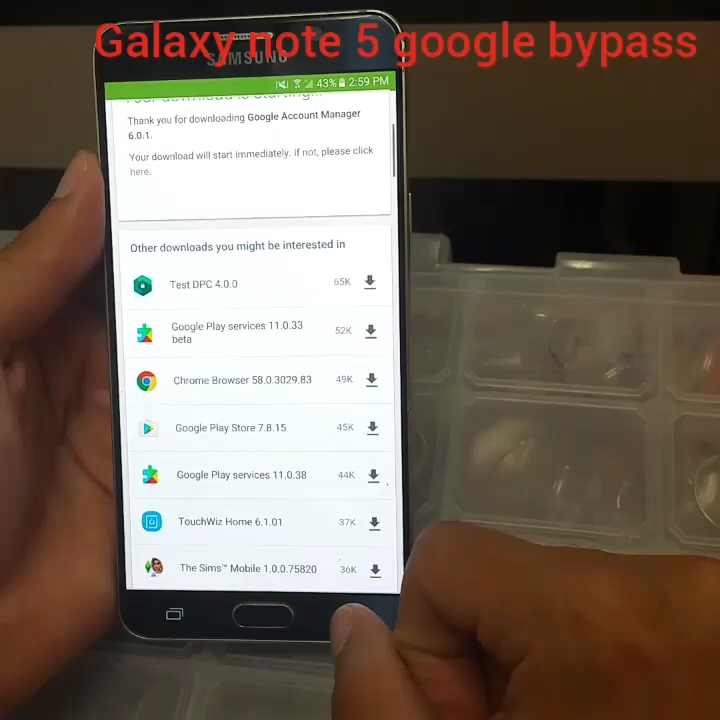 Galaxy note 5 google bypass
SAMSUNG
43% 2:59 PM
Your download is starting...
Thank you for downloading Google Account Manager
6.0.1.
Your download will start immediately. If not, please click
here.
Other downloads you might be interested in
Test DPC 4.0.0 65K
Google Play services 11.0.33
beta 52K
Chrome Browser 58.0.3029.83 49K
Google Play Store 7.8.15 45K
Google Play services 11.0.38 44K
TouchWiz Home 6.1.01 37K
The Sims™ Mobile 1.0.0.75820 36K